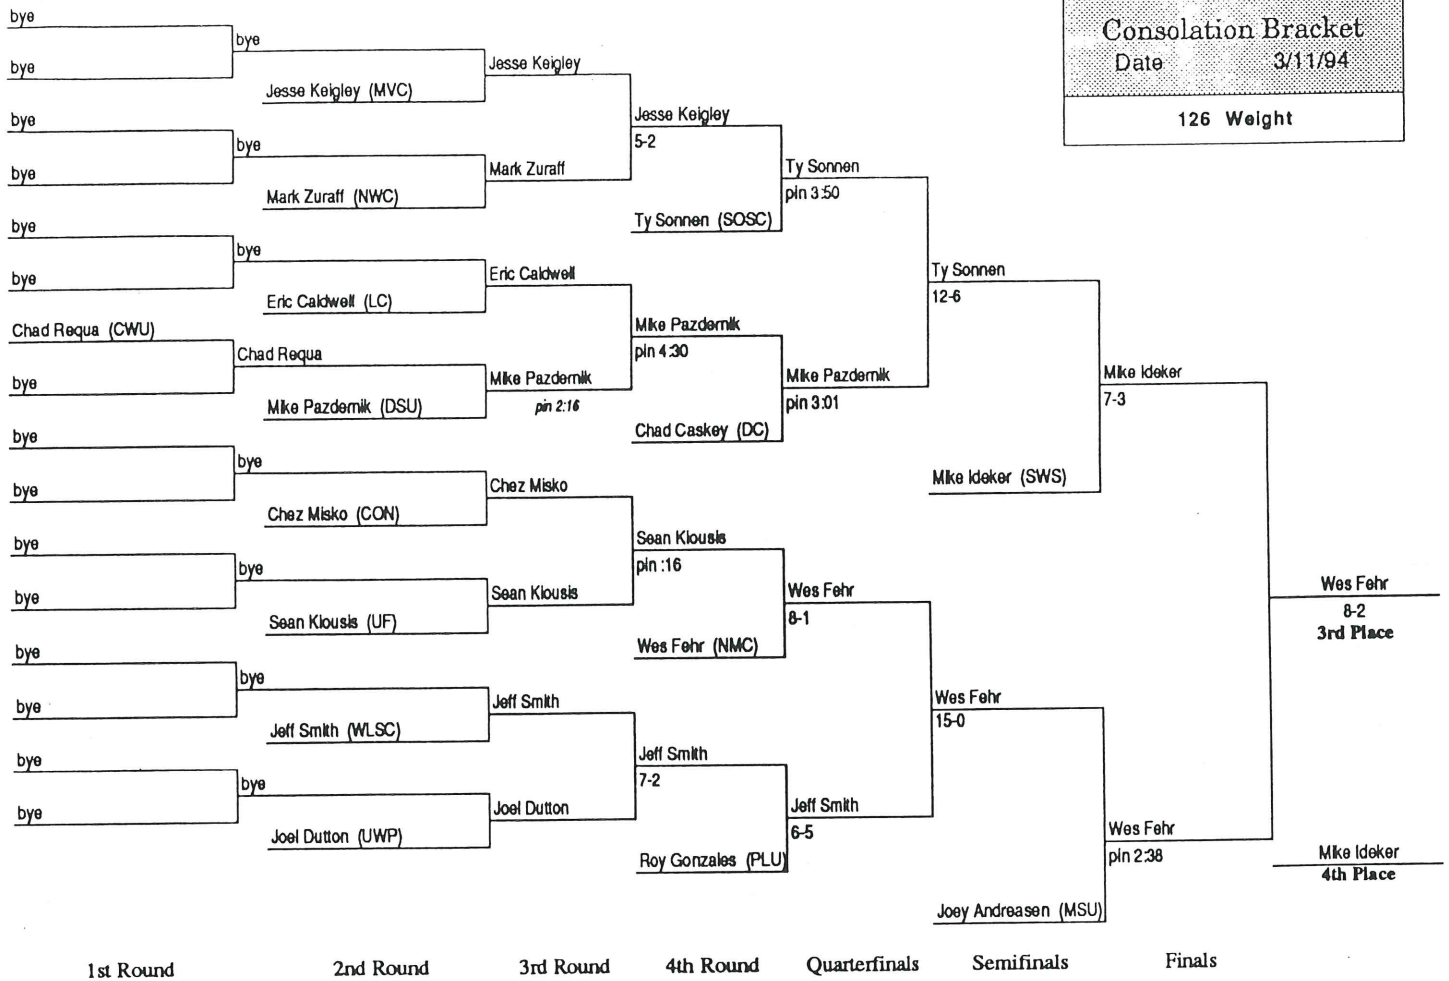 Consolation Bracket
Date 3/11/94
126 Weight
bye
bye
bye
bye
bye
bye
Chad Requa (CWU)
bye
bye
bye
bye
bye
bye
bye
bye
bye
bye
Jesse Keigley (MVC)
bye
Mark Zuraff (NWC)
bye
Eric Caldwell (LC)
Chad Requa
Mike Pazdernik (DSU)
bye
Chez Misko (CON)
bye
Sean Klousis (UF)
bye
Jeff Smith (WLSC)
bye
Joel Dutton (UWP)
Jesse Keigley
Mark Zuraff
Eric Caldwell
Mike Pazdernik
pin 2:16
Chez Misko
Sean Klousis
Jeff Smith
Joel Dutton
Jesse Keigley
5-2
Ty Sonnen (SOSC)
Mike Pazdernik
pin 4:30
Chad Caskey (DC)
Sean Klousis
pin :16
Wes Fehr (NMC)
Jeff Smith
7-2
Roy Gonzales (PLU)
Ty Sonnen
pin 3:50
Mike Pazdernik
pin 3:01
Wes Fehr
8-1
Jeff Smith
6-5
Ty Sonnen
12-6
Mike Ideker (SWS)
Wes Fehr
15-0
Joey Andreasen (MSU)
Mike Ideker
7-3
Wes Fehr
pin 2:38
Wes Fehr
8-2
3rd Place
Mike Ideker
4th Place
1st Round 2nd Round 3rd Round 4th Round Quarterfinals Semifinals Finals